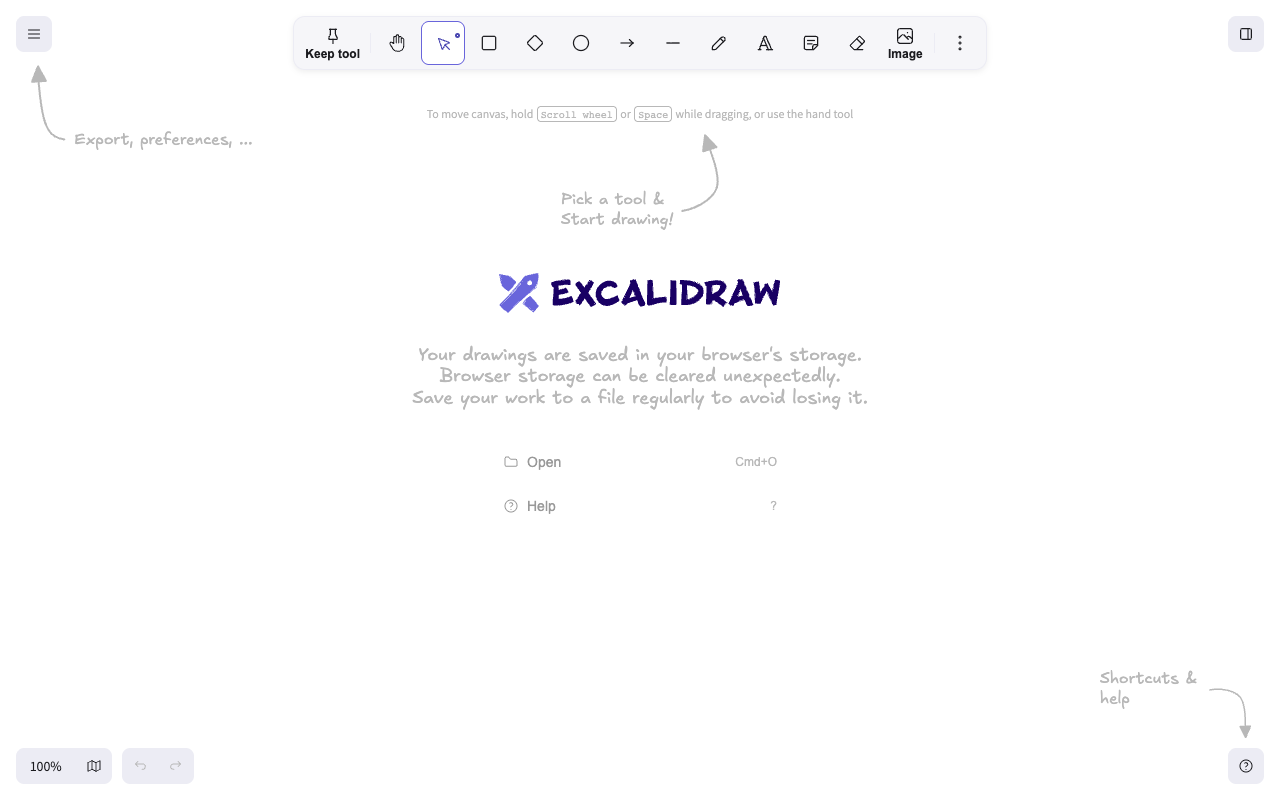 Keep tool
Image
To move canvas, hold Scroll wheel or Space while dragging, or use the hand tool
Export, preferences, ...
Pick a tool &
Start drawing!
EXCALIDRAW
Your drawings are saved in your browser's storage.
Browser storage can be cleared unexpectedly.
Save your work to a file regularly to avoid losing it.
Open Cmd+O
Help ?
Shortcuts &
help
100%